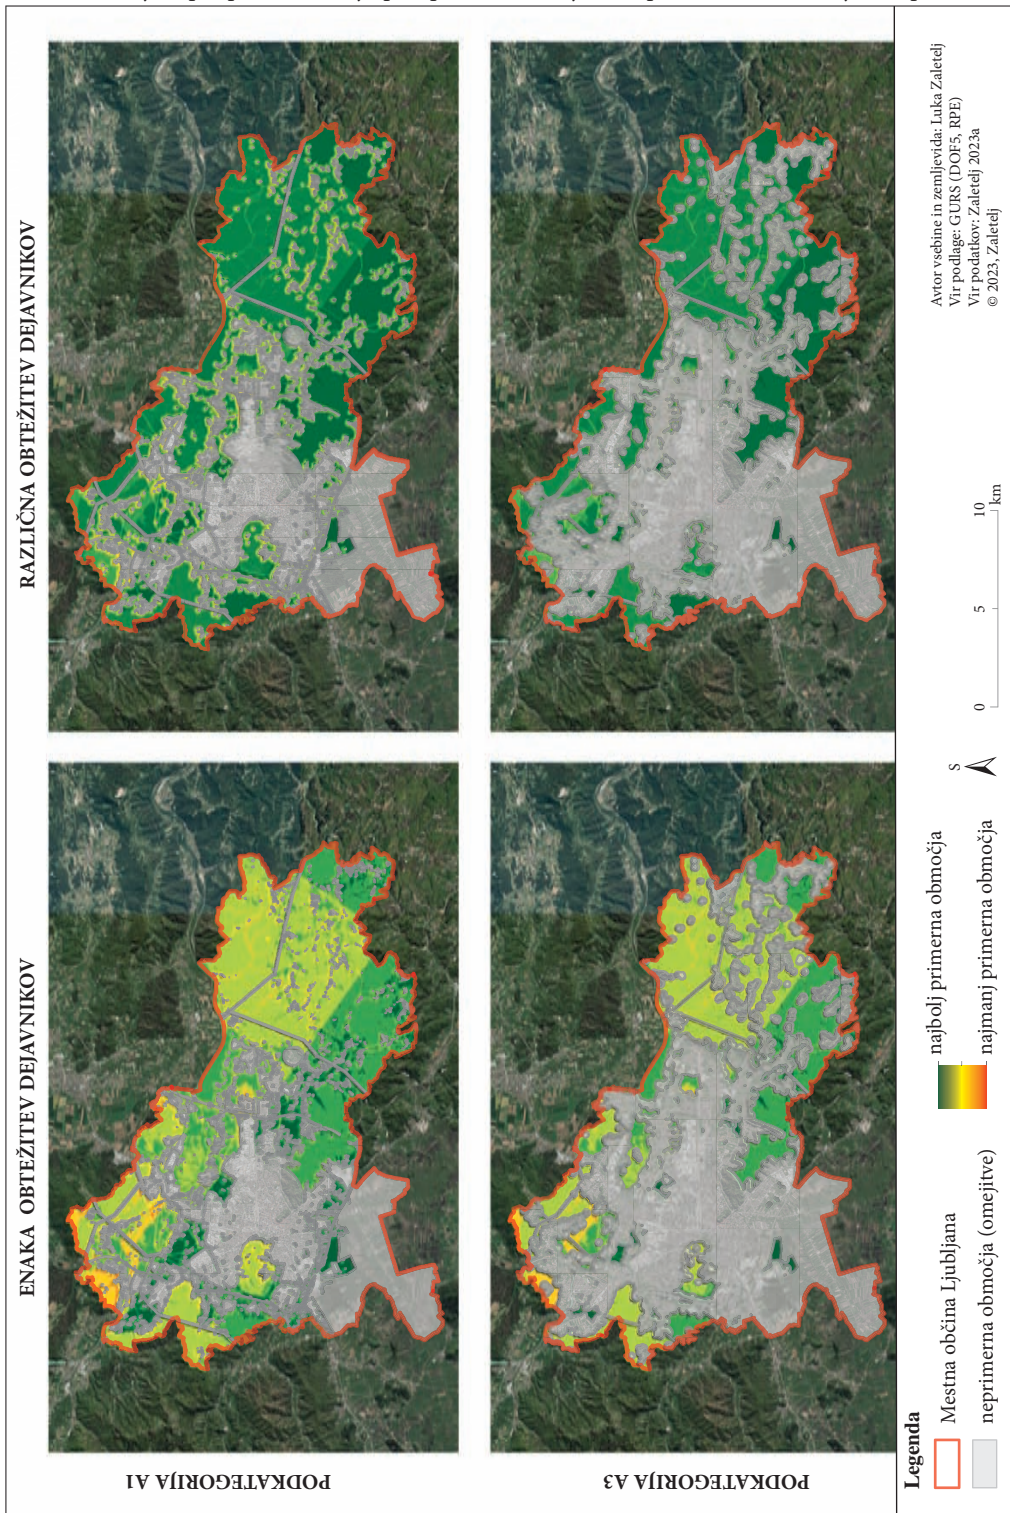 ENAKA OBTEŽITEV DEJAVNIKOV
RAZLIČNA OBTEŽITEV DEJAVNIKOV
PODKATEGORIJA A1
PODKATEGORIJA A3
Legenda
Mestna občina Ljubljana
neprimerna območja (omejitve)
najbolj primerna območja
najmanj primerna območja
S
0
5
10
km
Avtor vsebine in zemljevida: Luka Zaletelj
Vir podlage: GURS (DOF5, RPE)
Vir podatkov: Zaletelj 2023a
© 2023, Zaletelj